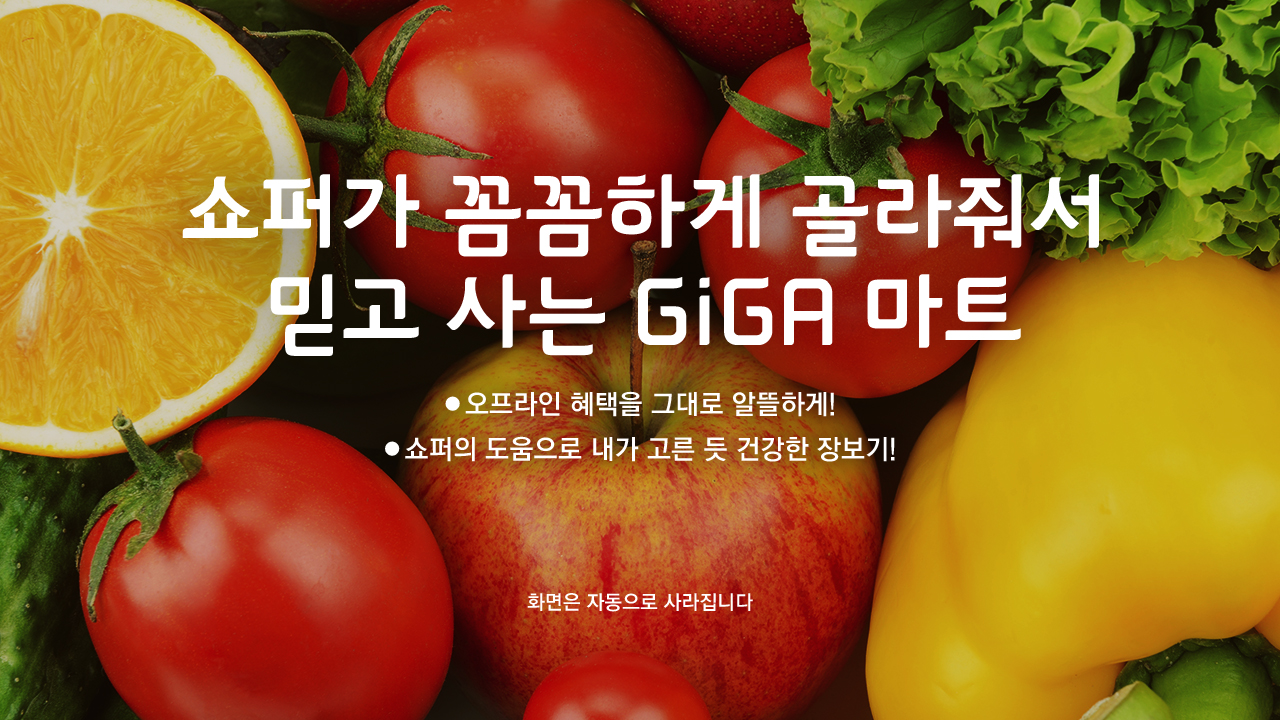 쇼퍼가 꼼꼼하게 골라줘서
믿고 사는 GiGA 마트
●오프라인 혜택을 그대로 알뜰하게!
●쇼퍼의 도움으로 내가 고른 듯 건강한 장보기!
화면은 자동으로 사라집니다